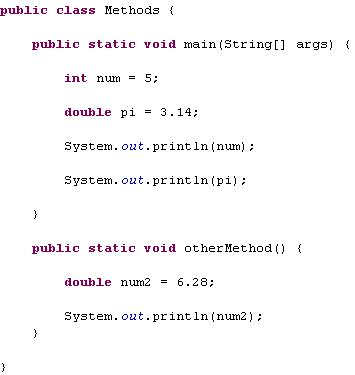 public class Methods {
public static void main(String[] args) {
int num = 5;
double pi = 3.14;
System.out.println(num);
System.out.println(pi);
}
public static void otherMethod() {
double num2 = 6.28;
System.out.println(num2);
}
}